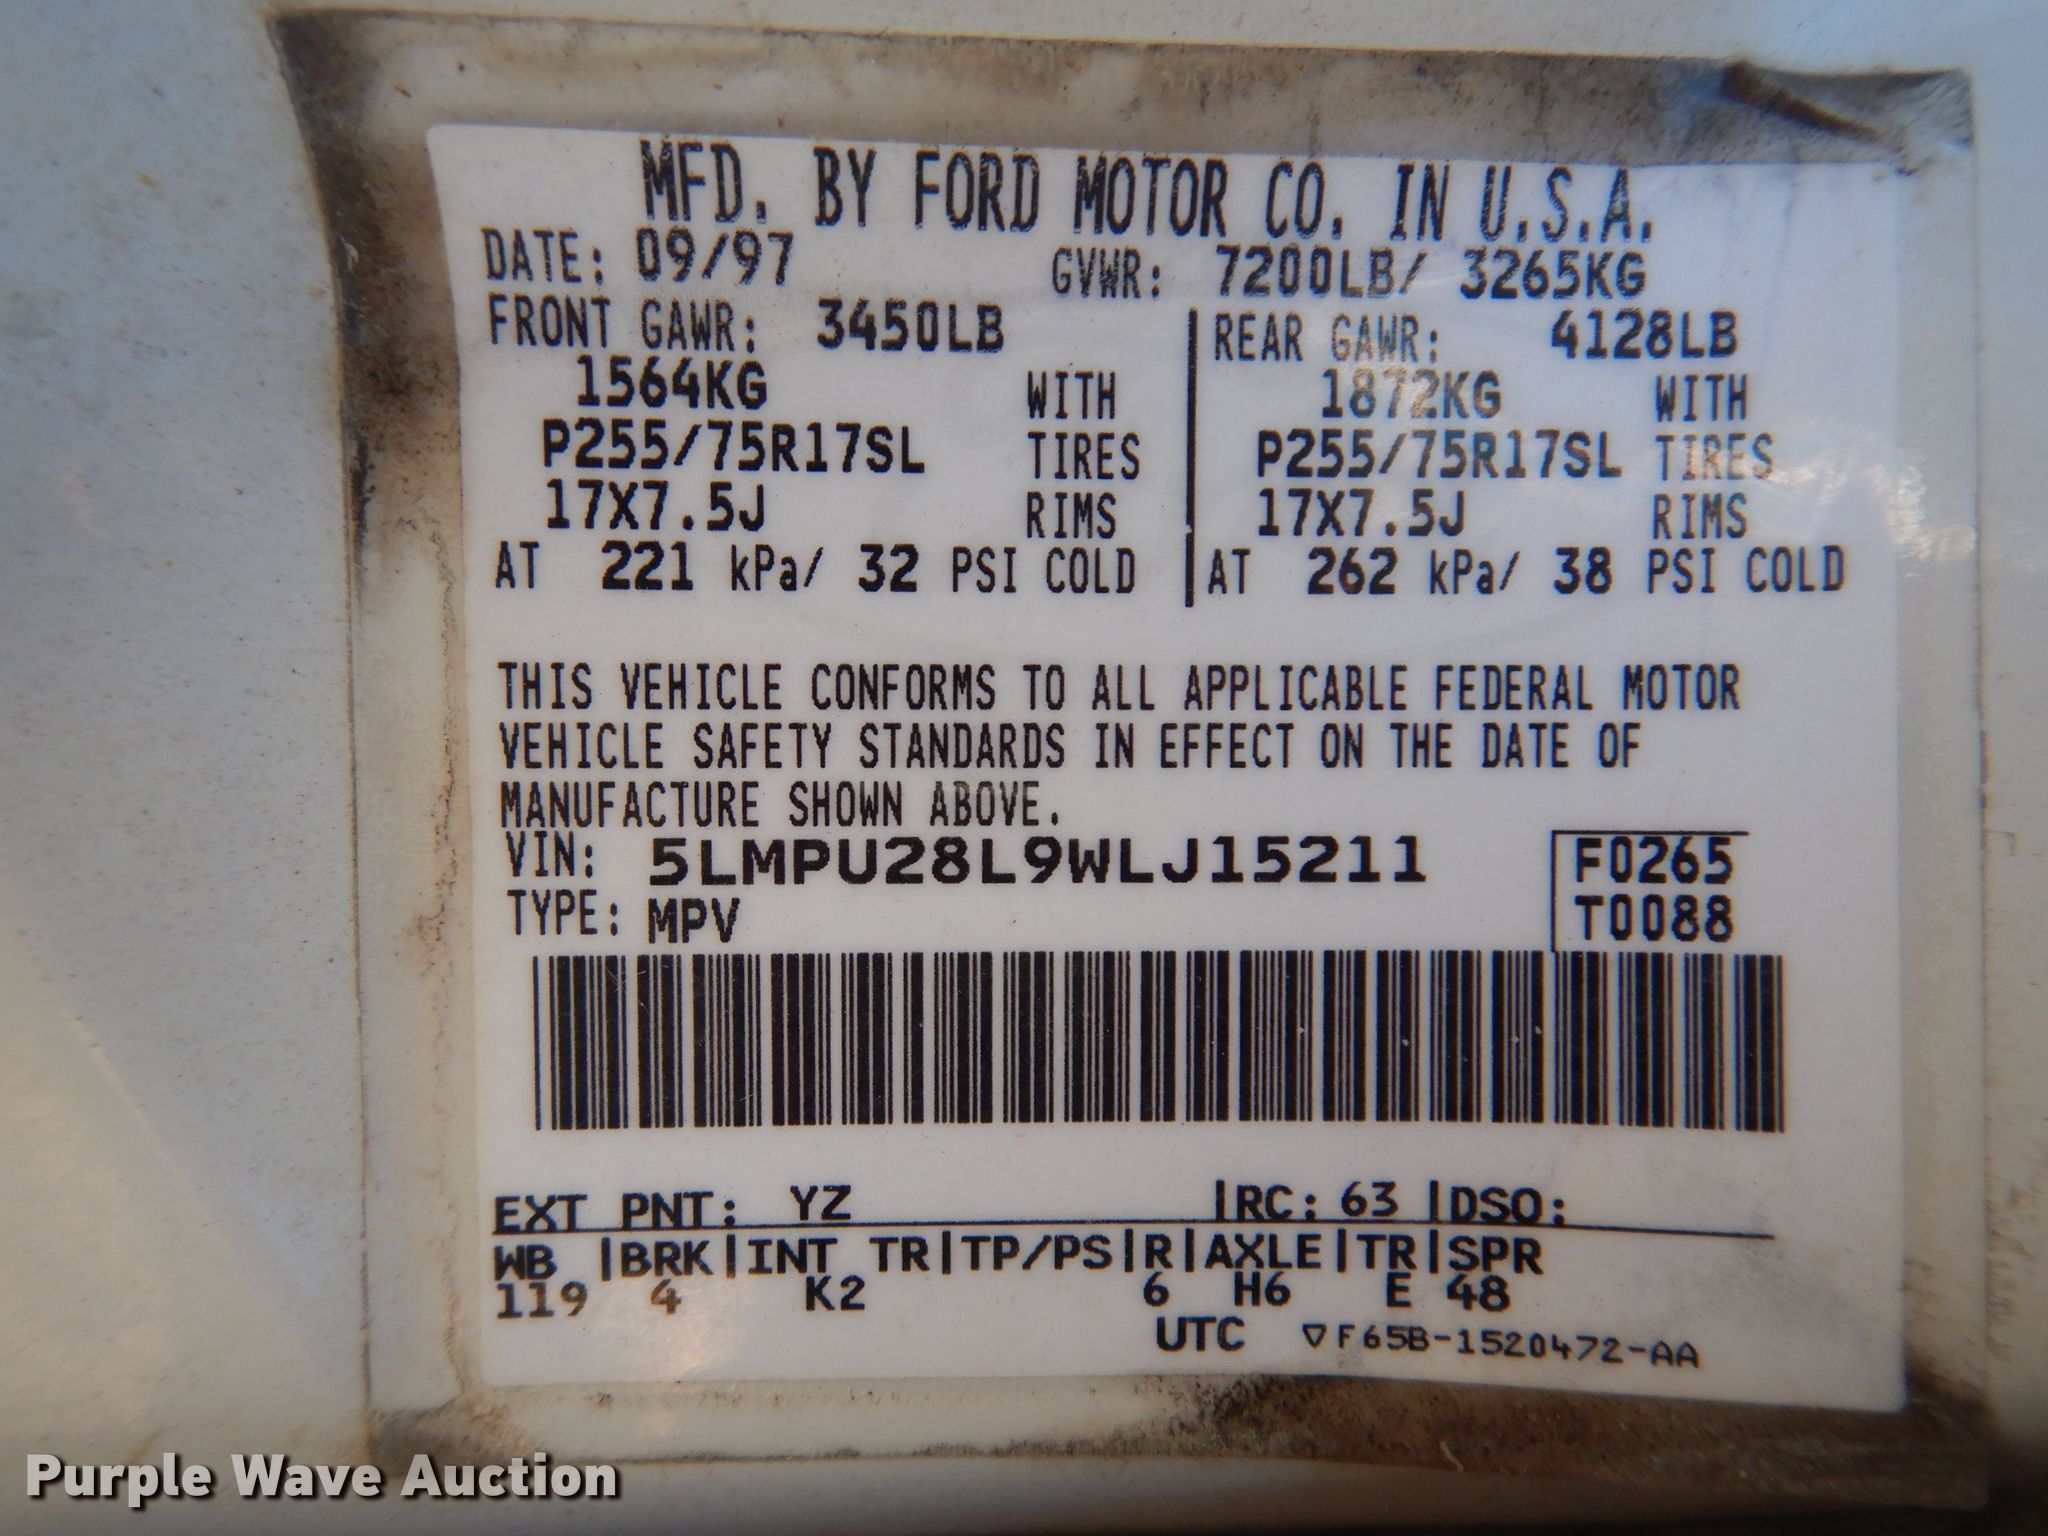 MFD. BY FORD MOTOR CO. IN U.S.A.
DATE: 09/97 GVWR: 7200LB/ 3265KG
FRONT GAWR: 3450LB | REAR GAWR: 4128LB
1564KG WITH 1872KG WITH
P255/75R17SL TIRES P255/75R17SL TIRES
17X7.5J RIMS 17X7.5J RIMS
AT 221 kPa/ 32 PSI COLD | AT 262 kPa/ 38 PSI COLD
THIS VEHICLE CONFORMS TO ALL APPLICABLE FEDERAL MOTOR
VEHICLE SAFETY STANDARDS IN EFFECT ON THE DATE OF
MANUFACTURE SHOWN ABOVE.
VIN: 5LMPU28L9WLJ15211 F0265
TYPE: MPV T0088
EXT PNT: YZ |RC: 63 |DSO:
WB |BRK|INT TR|TP/PS|R|AXLE|TR|SPR
119 4 K2 6 H6 E 48
UTC ▽F65B-1520472-AA
Purple Wave Auction